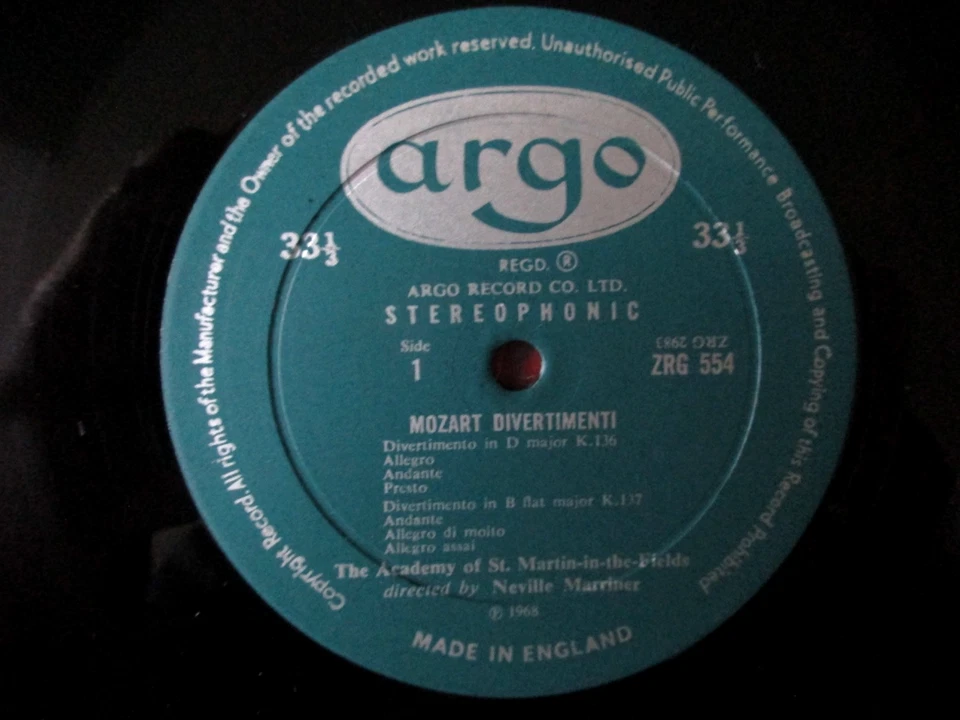 Copyright Record. All rights of the Manufacturer and the Owner of the recorded work reserved. Unauthorised Public Performance Broadcasting and Copying of this Record Prohibited
argo
33⅓
33⅓
REGD. ®
ARGO RECORD CO. LTD.
STEREOPHONIC
Side
1
ZRG 2983
ZRG 554
MOZART DIVERTIMENTI
Divertimento in D major K.136
Allegro
Andante
Presto
Divertimento in B flat major K.137
Andante
Allegro di molto
Allegro assai
The Academy of St. Martin-in-the-Fields
directed by Neville Marriner
℗ 1968
MADE IN ENGLAND